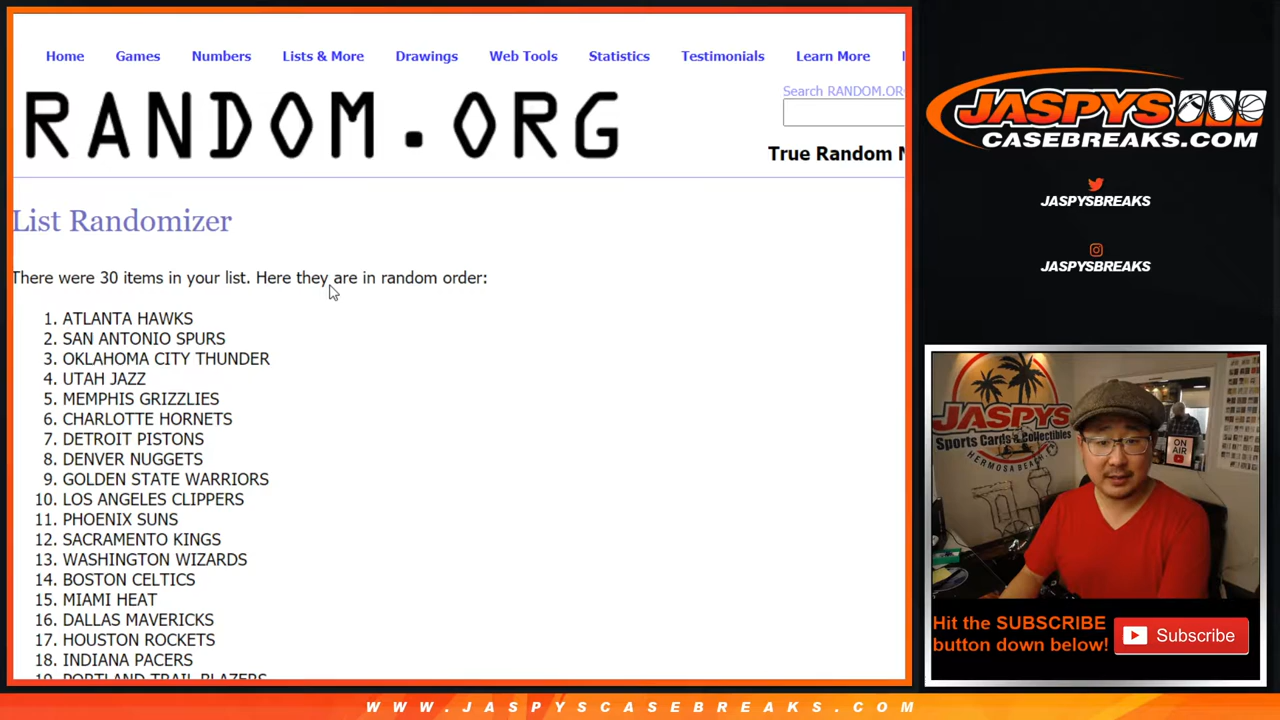 Home Games Numbers Lists & More Drawings Web Tools Statistics Testimonials Learn More
RANDOM.ORG
Search RANDOM.OR
True Random
List Randomizer
There were 30 items in your list. Here they are in random order:
1. ATLANTA HAWKS
2. SAN ANTONIO SPURS
3. OKLAHOMA CITY THUNDER
4. UTAH JAZZ
5. MEMPHIS GRIZZLIES
6. CHARLOTTE HORNETS
7. DETROIT PISTONS
8. DENVER NUGGETS
9. GOLDEN STATE WARRIORS
10. LOS ANGELES CLIPPERS
11. PHOENIX SUNS
12. SACRAMENTO KINGS
13. WASHINGTON WIZARDS
14. BOSTON CELTICS
15. MIAMI HEAT
16. DALLAS MAVERICKS
17. HOUSTON ROCKETS
18. INDIANA PACERS
19. PORTLAND TRAIL BLAZERS
JASPYS
CASEBREAKS.COM
JASPYSBREAKS
JASPYSBREAKS
JASPYS
Sports Cards & Collectibles
HERMOSA BEACH
ON
AIR
Hit the SUBSCRIBE
button down below!
Subscribe
WWW.JASPYSCASEBREAKS.COM